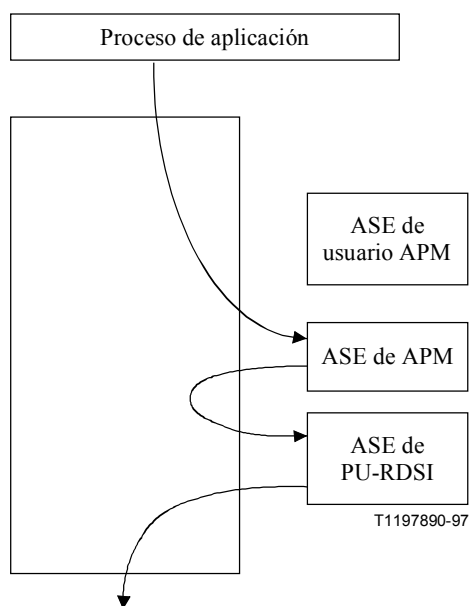 Proceso de aplicación
ASE de
usuario APM
ASE de APM
ASE de
PU-RDSI
T1197890-97